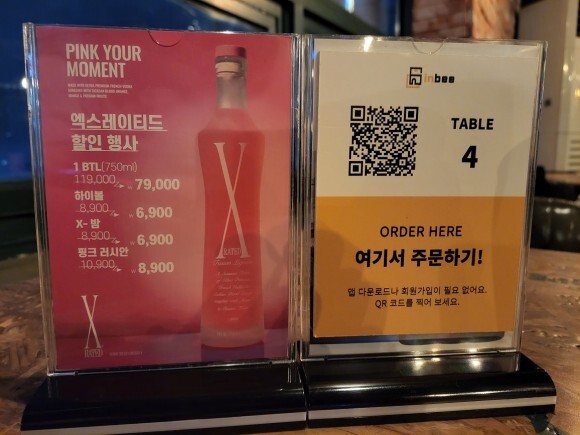 PINK YOUR
MOMENT
엑스레이티드
할인 행사
1 BTL(750ml)
119,000 79,000
하이볼
8,900 6,900
X- 밤
8,900 6,900
핑크 러시안
10,900 8,900
X
RATED
X
RATED
inbee
TABLE
4
ORDER HERE
여기서 주문하기!
앱 다운로드나 회원가입이 필요 없어요.
QR 코드를 찍어 보세요.